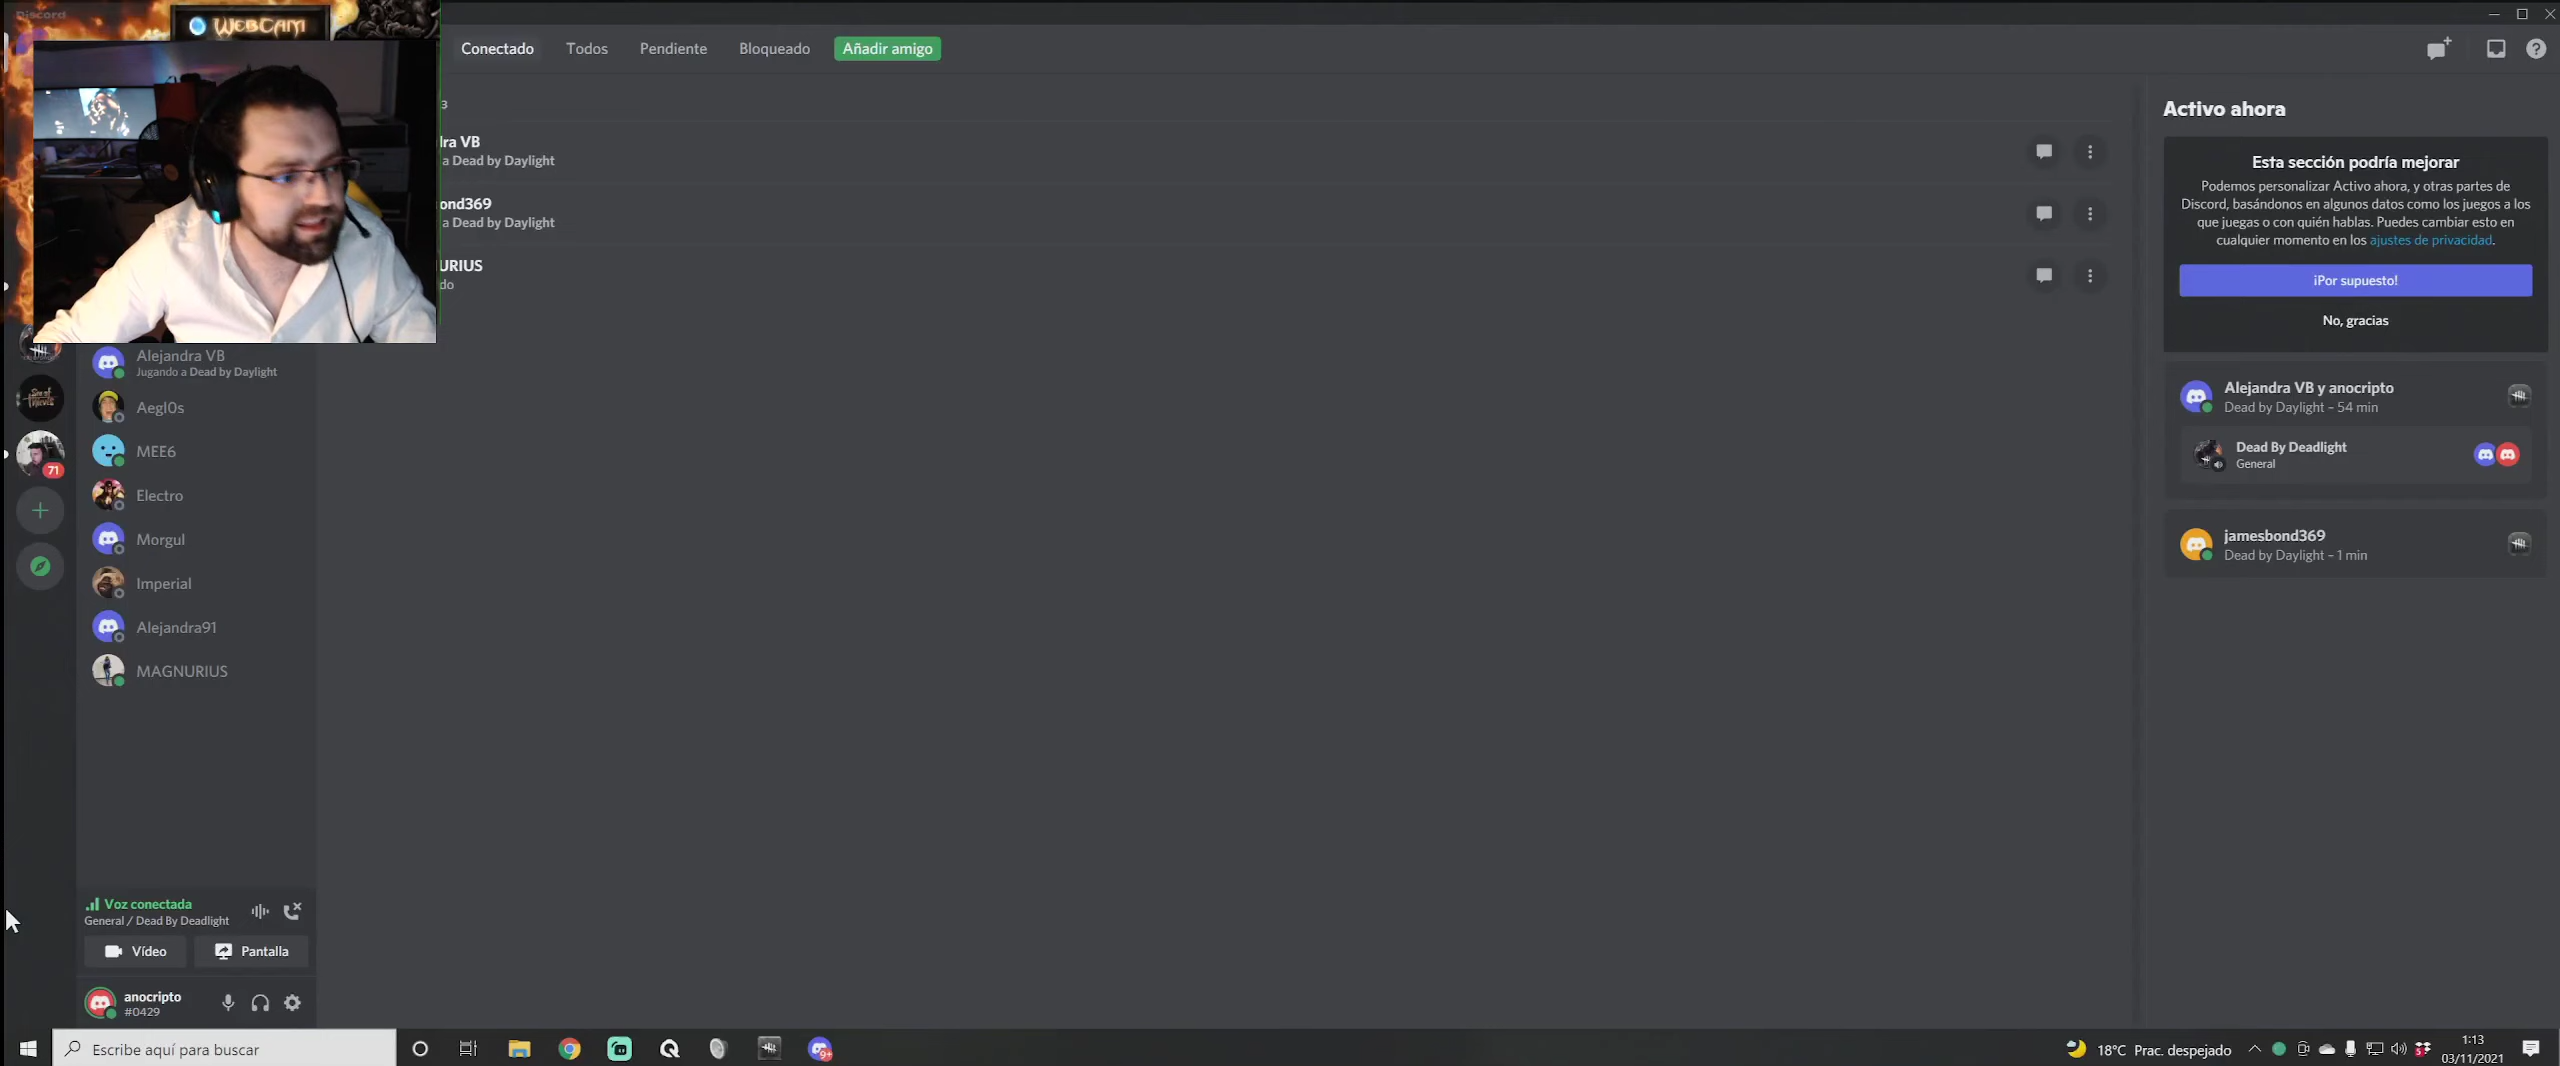 Discord
WEBCAM
Conectado
Todos
Pendiente
Bloqueado
Añadir amigo
3
dra VB
a Dead by Daylight
ond369
a Dead by Daylight
URIUS
do
Alejandra VB
Jugando a Dead by Daylight
Aegl0s
MEE6
Electro
Morgul
Imperial
Alejandra91
MAGNURIUS
71
Voz conectada
General / Dead By Deadlight
Vídeo
Pantalla
anocripto
#0429
Activo ahora
Esta sección podría mejorar
Podemos personalizar Activo ahora, y otras partes de
Discord, basándonos en algunos datos como los juegos a los
que juegas o con quién hablas. Puedes cambiar esto en
cualquier momento en los ajustes de privacidad.
¡Por supuesto!
No, gracias
Alejandra VB y anocripto
Dead by Daylight – 54 min
Dead By Deadlight
General
jamesbond369
Dead by Daylight – 1 min
Escribe aquí para buscar
9+
18°C Prac. despejado
1:13
03/11/2021